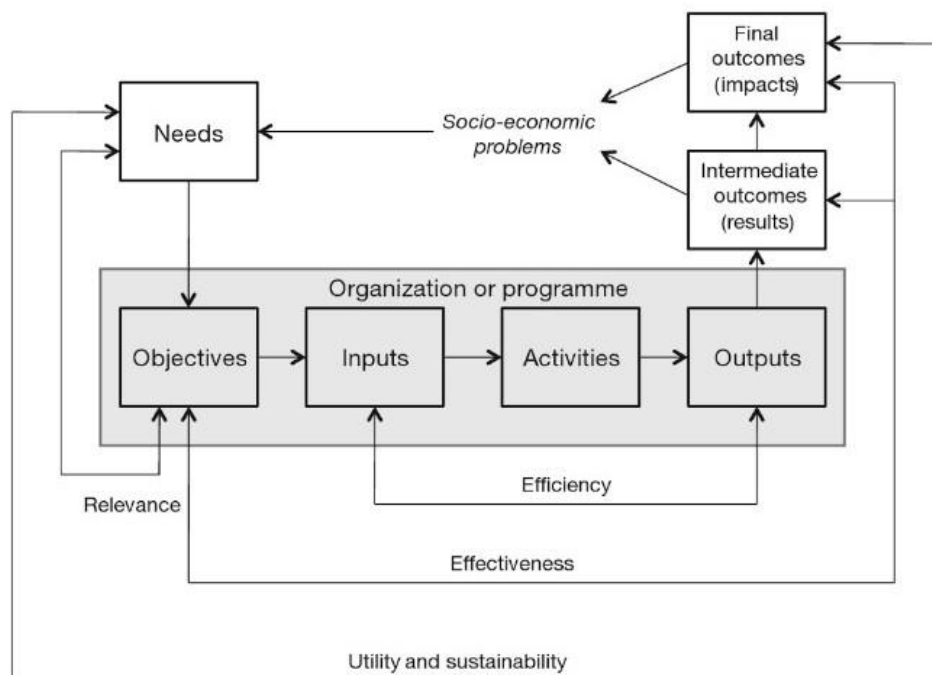 Final
outcomes
(impacts)
Needs
Socio-economic
problems
Intermediate
outcomes
(results)
Organization or programme
Objectives
Inputs
Activities
Outputs
Efficiency
Relevance
Effectiveness
Utility and sustainability